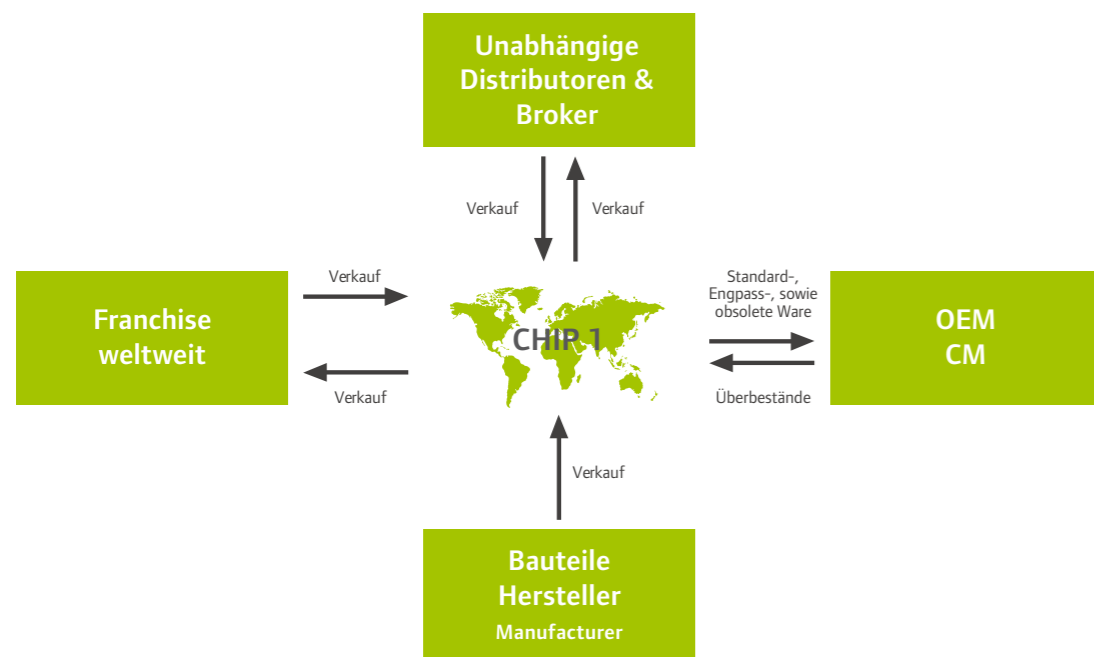 Unabhängige
Distributoren &
Broker
Verkauf
Verkauf
Verkauf
Franchise
weltweit
Verkauf
CHIP 1
Standard-,
Engpass-, sowie
obsolete Ware
Überbestände
OEM
CM
Verkauf
Bauteile
Hersteller
Manufacturer